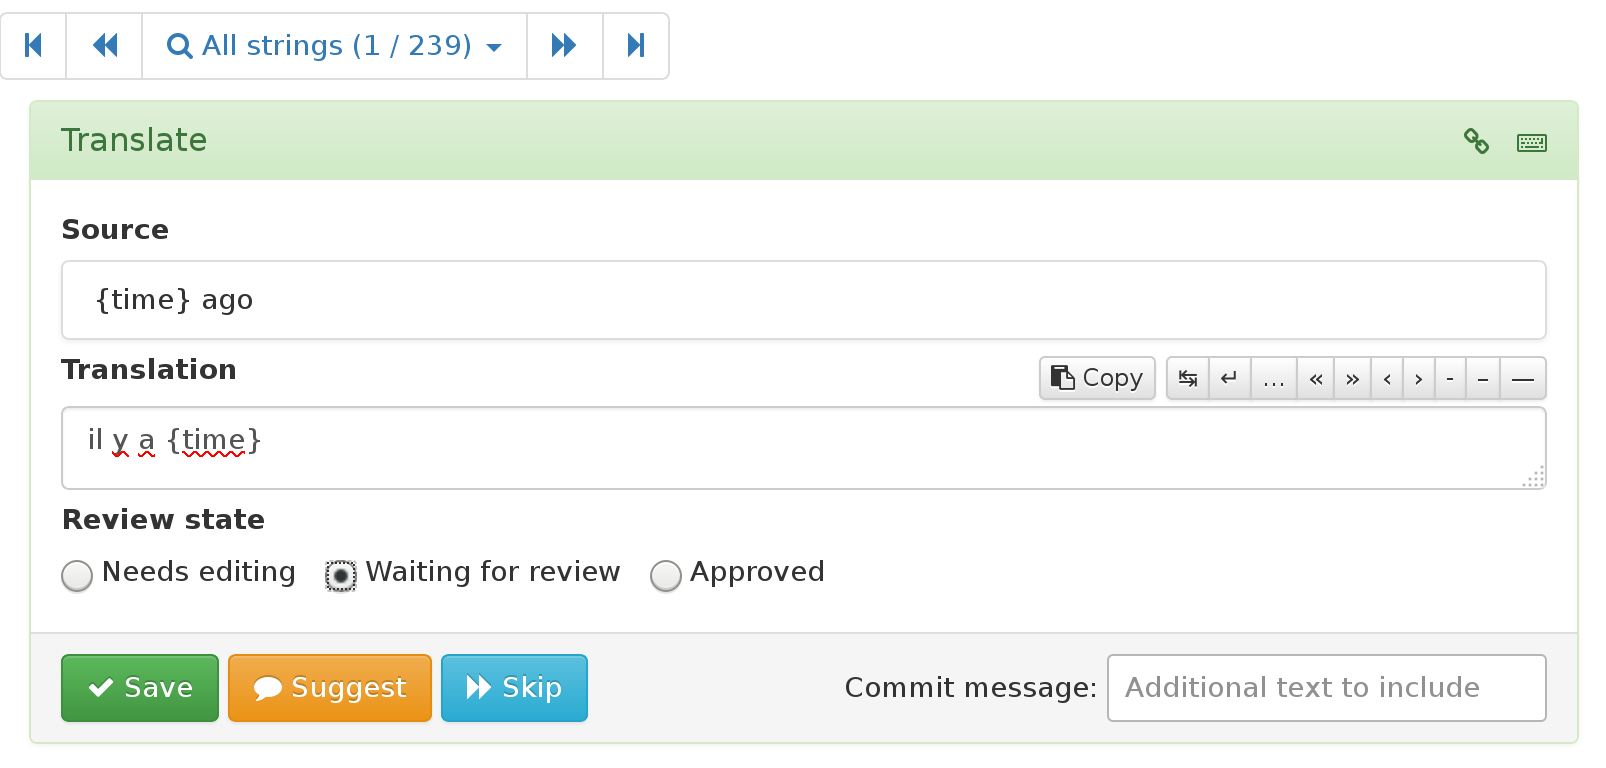 All strings (1 / 239)
Translate
Source
{time} ago
Translation
Copy
… « » ‹ › - – —
il y a {time}
Review state
Needs editing Waiting for review Approved
Save Suggest Skip Commit message: Additional text to include